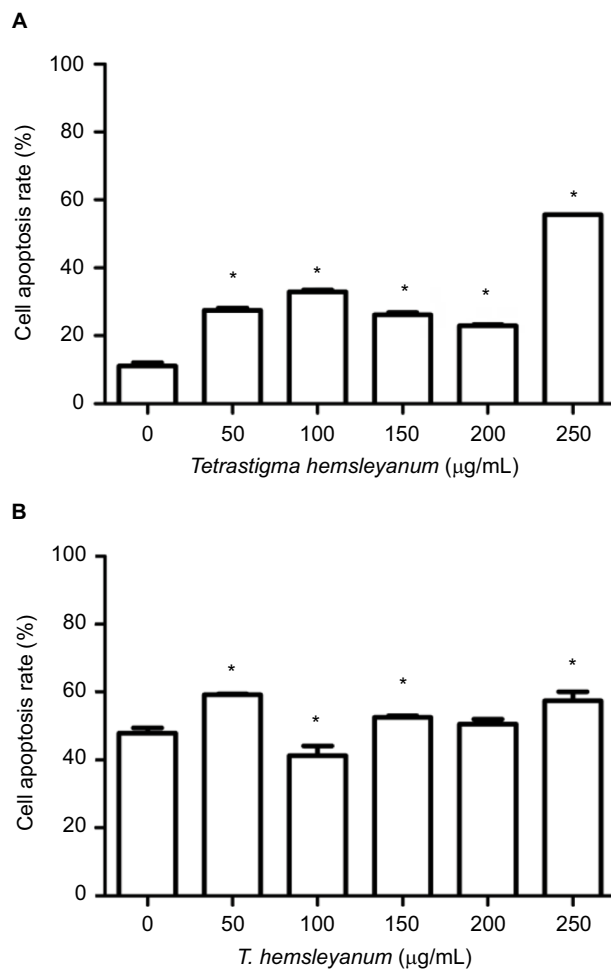 A
100
80
60
40
20
0
Cell apoptosis rate (%)
* * * * *
0 50 100 150 200 250
Tetrastigma hemsleyanum (μg/mL)
B
100
80
60
40
20
0
Cell apoptosis rate (%)
* * * *
0 50 100 150 200 250
T. hemsleyanum (μg/mL)